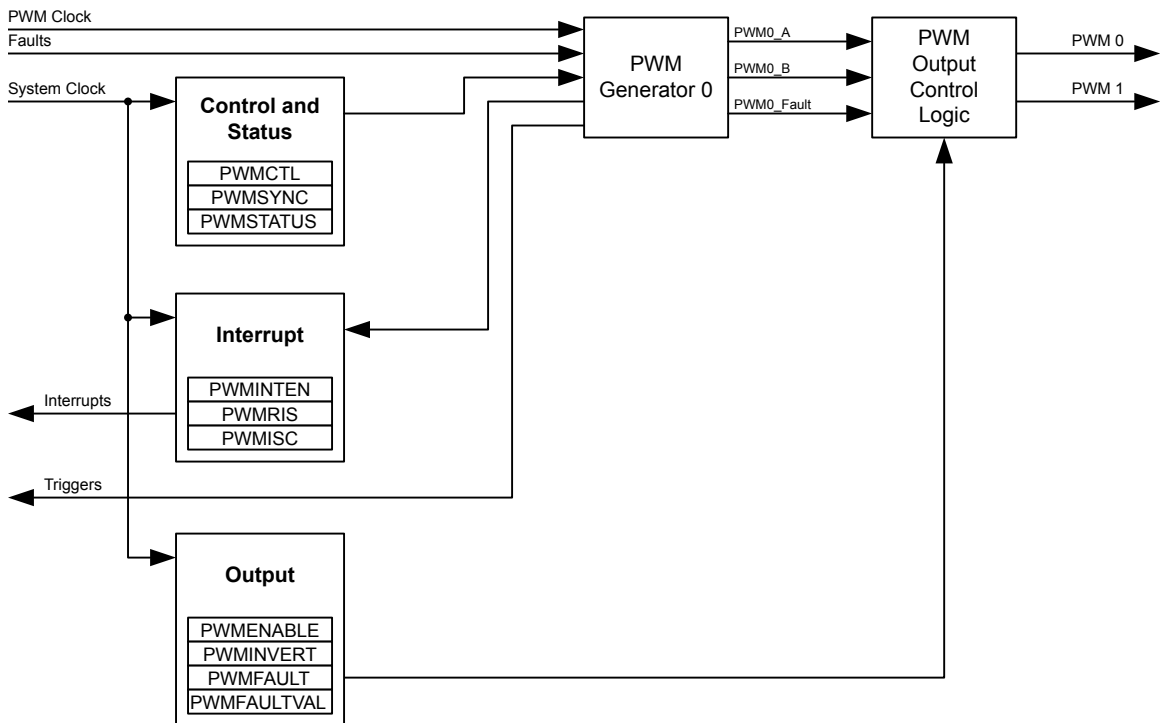 PWM Clock
Faults
System Clock
Control and
Status
PWMCTL
PWMSYNC
PWMSTATUS
PWM
Generator 0
PWM0_A
PWM0_B
PWM0_Fault
PWM
Output
Control
Logic
PWM 0
PWM 1
Interrupt
PWMINTEN
PWMRIS
PWMISC
Interrupts
Triggers
Output
PWMENABLE
PWMINVERT
PWMFAULT
PWMFAULTVAL